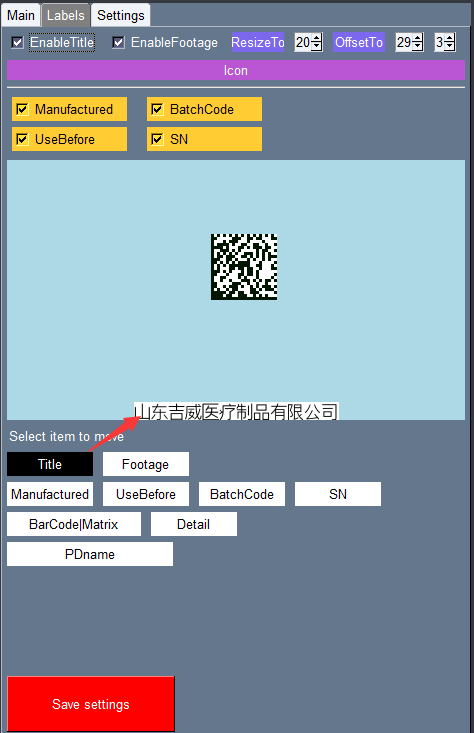 Main Labels Settings
EnableTitle EnableFootage ResizeTo 20 OffsetTo 29 3
Icon
Manufactured BatchCode
UseBefore SN
山东吉威医疗制品有限公司
Select item to move
Title Footage
Manufactured UseBefore BatchCode SN
BarCode|Matrix Detail
PDname
Save settings